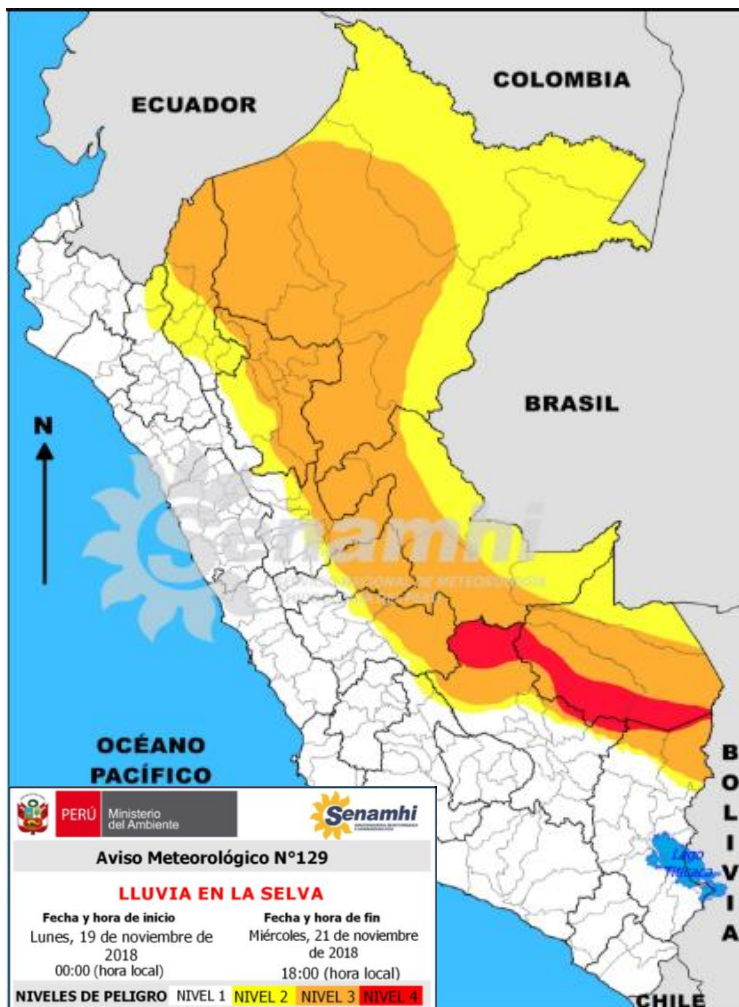 COLOMBIA
ECUADOR
BRASIL
N
Senamhi
OCÉANO
PACÍFICO
BOLIVIA
Lago
Titicaca
CHILE
PERÚ
Ministerio
del Ambiente
Senamhi
Aviso Meteorológico N°129
LLUVIA EN LA SELVA
Fecha y hora de inicio
Lunes, 19 de noviembre de
2018
00:00 (hora local)
Fecha y hora de fin
Miércoles, 21 de noviembre
de 2018
18:00 (hora local)
NIVELES DE PELIGRO NIVEL 1 NIVEL 2 NIVEL 3 NIVEL 4